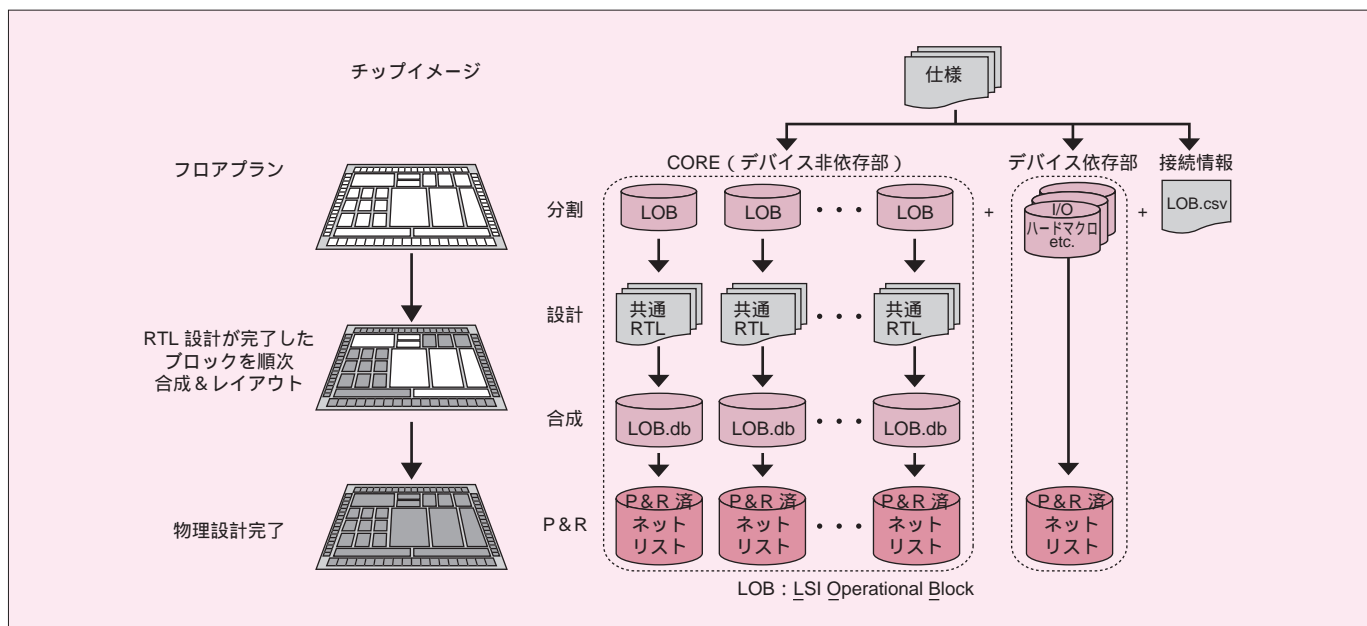 チップイメージ
仕様
フロアプラン
CORE(デバイス非依存部)
デバイス依存部
接続情報
分割
LOB
LOB
・・・
LOB
+
I/O
ハードマクロ
etc.
+
LOB.csv
RTL 設計が完了した
ブロックを順次
合成&レイアウト
設計
共通
RTL
共通
RTL
・・・
共通
RTL
合成
LOB.db
LOB.db
・・・
LOB.db
物理設計完了
P&R
P&R 済
ネット
リスト
P&R 済
ネット
リスト
・・・
P&R 済
ネット
リスト
P&R 済
ネット
リスト
LOB:LSI Operational Block